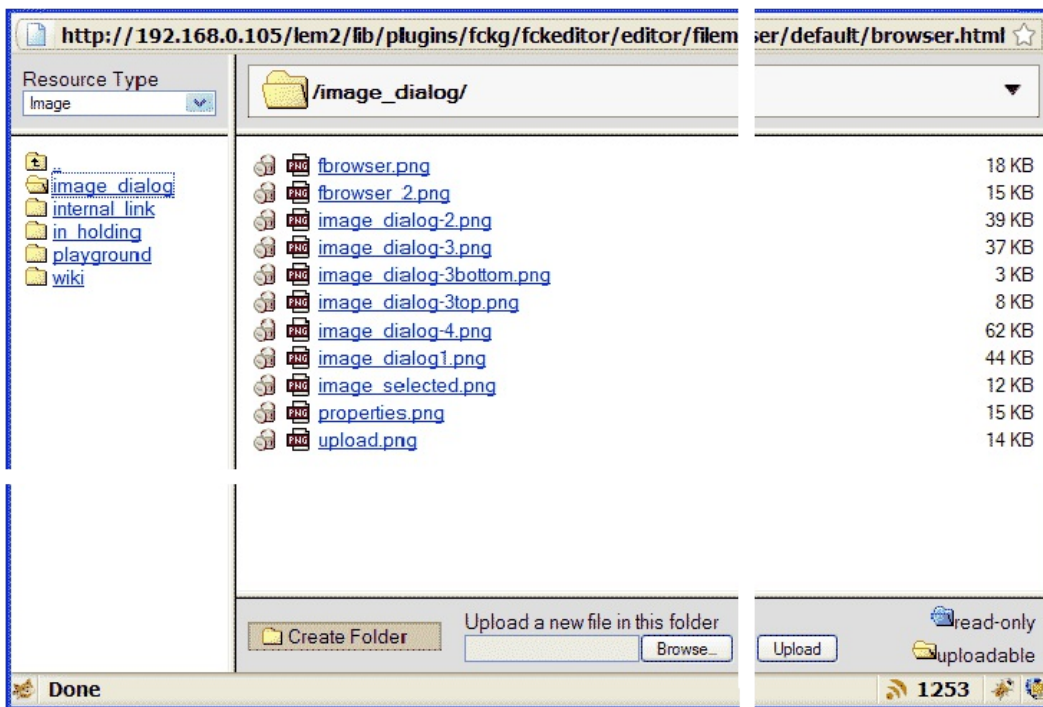 http://192.168.0.105/lem2/lib/plugins/fckg/fckeditor/editor/filem ser/default/browser.html
Resource Type
Image
/image_dialog/
..
image_dialog
internal_link
in_holding
playground
wiki
fbrowser.png 18 KB
fbrowser_2.png 15 KB
image_dialog-2.png 39 KB
image_dialog-3.png 37 KB
image_dialog-3bottom.png 3 KB
image_dialog-3top.png 8 KB
image_dialog-4.png 62 KB
image_dialog1.png 44 KB
image_selected.png 12 KB
properties.png 15 KB
upload.png 14 KB
Create Folder
Upload a new file in this folder
Browse...
Upload
read-only
uploadable
Done
1253